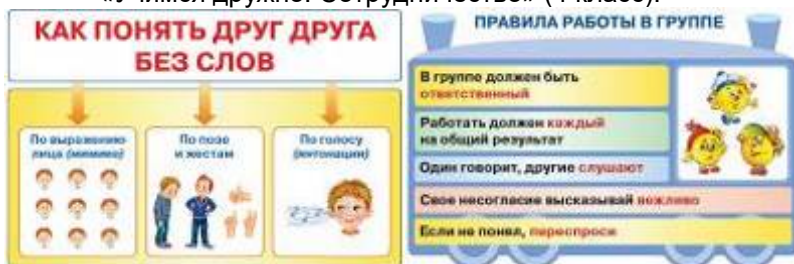 «Учимся дружно. Сотрудничество» (1 класс).
КАК ПОНЯТЬ ДРУГ ДРУГА
БЕЗ СЛОВ
По выражению
лица (мимике)
По позе
и жестам
По голосу
(интонации)
ПРАВИЛА РАБОТЫ В ГРУППЕ
В группе должен быть
ответственный
Работать должен каждый
на общий результат
Один говорит, другие слушают
Свое несогласие высказывай вежливо
Если не понял, переспроси